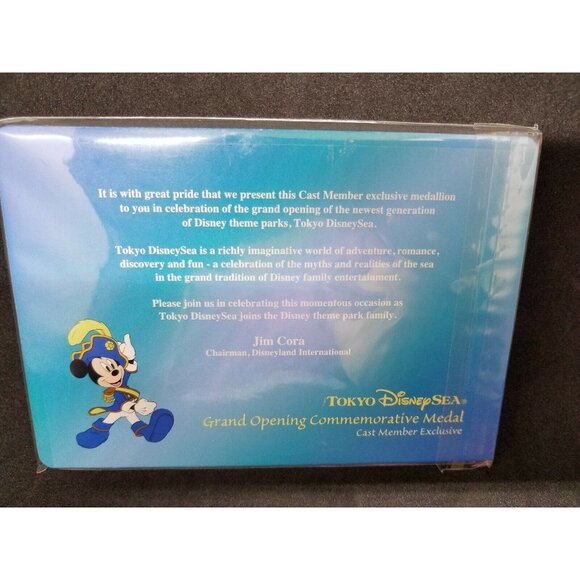 It is with great pride that we present this Cast Member exclusive medallion
to you in celebration of the grand opening of the newest generation
of Disney theme parks, Tokyo DisneySea.
Tokyo DisneySea is a richly imaginative world of adventure, romance,
discovery and fun - a celebration of the myths and realities of the sea
in the grand tradition of Disney family entertainment.
Please join us in celebrating this momentous occasion as
Tokyo DisneySea joins the Disney theme park family.
Jim Cora
Chairman, Disneyland International
TOKYO DISNEYSEA®
Grand Opening Commemorative Medal
Cast Member Exclusive